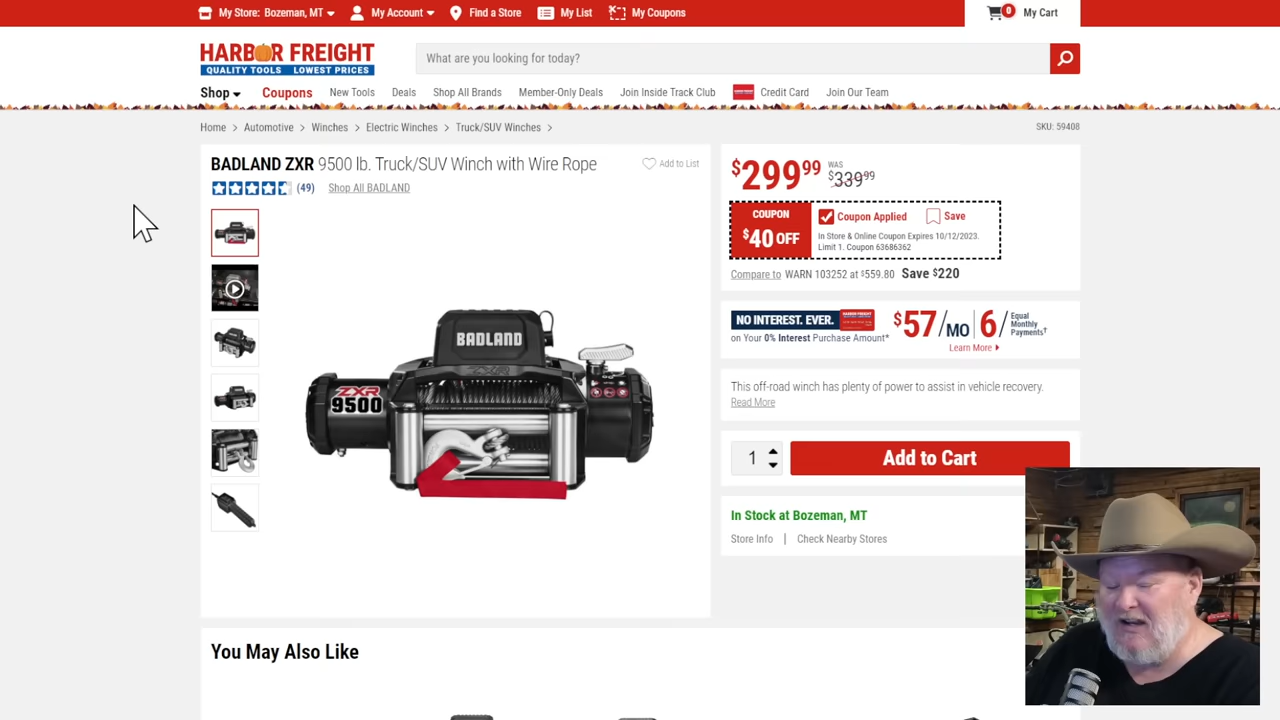 My Store: Bozeman, MT
My Account
Find a Store
My List
My Coupons
0
My Cart
HARBOR FREIGHT
QUALITY TOOLS LOWEST PRICES
What are you looking for today?
Shop
Coupons
New Tools
Deals
Shop All Brands
Member-Only Deals
Join Inside Track Club
Credit Card
Join Our Team
Home > Automotive > Winches > Electric Winches > Truck/SUV Winches >
SKU: 59408
BADLAND ZXR 9500 lb. Truck/SUV Winch with Wire Rope
Add to List
(49)
Shop All BADLAND
BADLAND
ZXR
9500
$299.99
WAS
$339.99
COUPON
$40 OFF
Coupon Applied
Save
In Store & Online Coupon Expires 10/12/2023.
Limit 1. Coupon 63686362
Compare to WARN 103252 at $559.80 Save $220
NO INTEREST. EVER.
on Your 0% Interest Purchase Amount*
$57/MO | 6/
Equal
Monthly
Payments†
Learn More
This off-road winch has plenty of power to assist in vehicle recovery.
Read More
1
Add to Cart
In Stock at Bozeman, MT
Store Info | Check Nearby Stores
You May Also Like